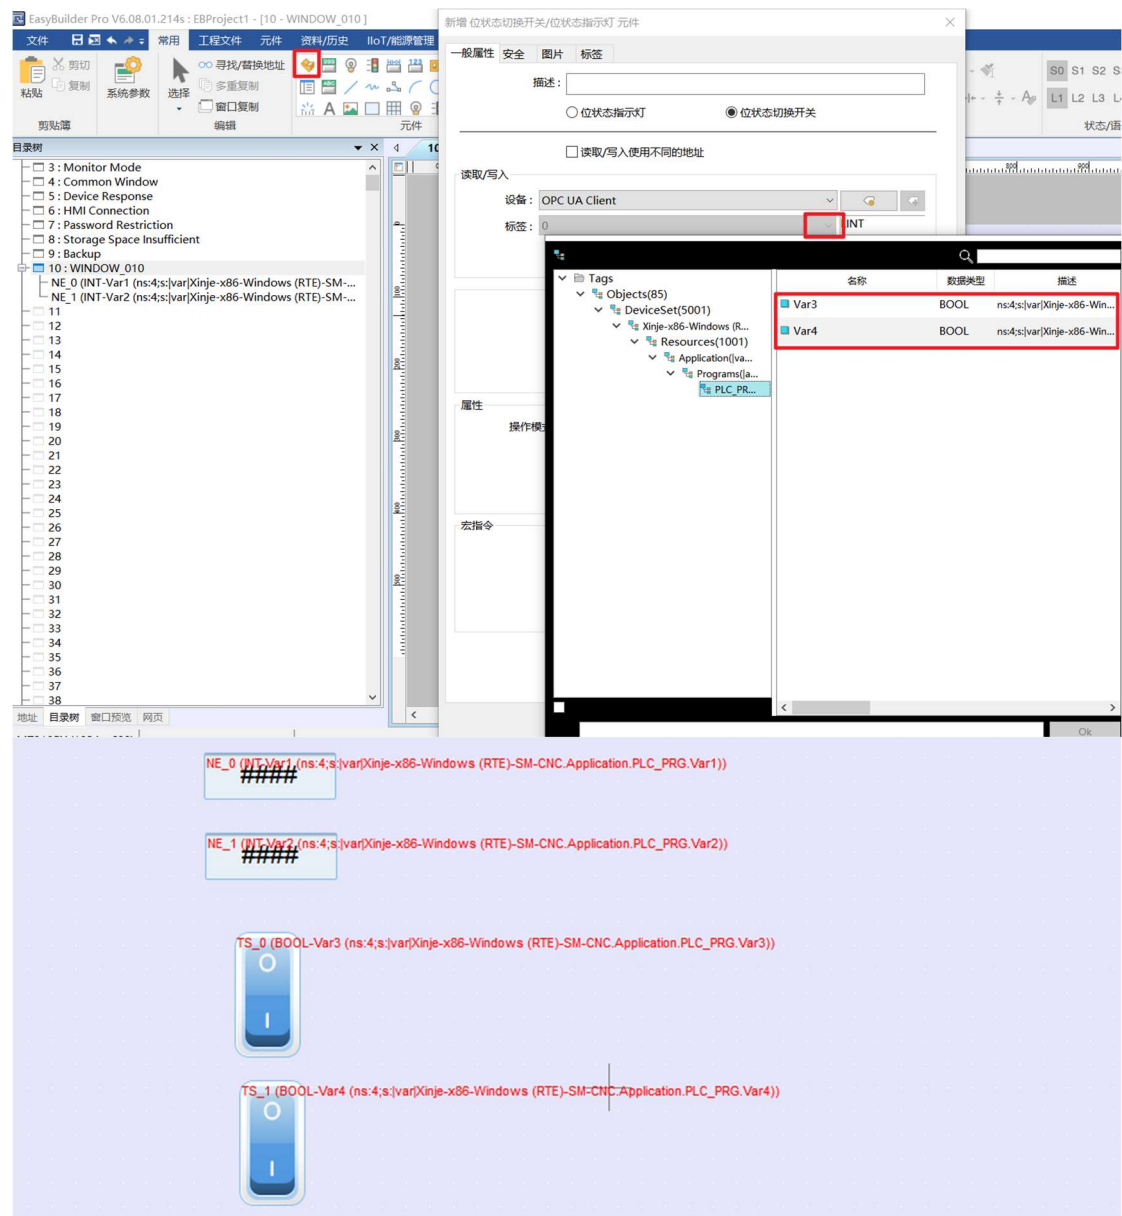 EasyBuilder Pro V6.08.01.214s : EBProject1 - [10 - WINDOW_010 ]
文件 常用 工程文件 元件 资料/历史 IIoT/能源管理
粘贴 剪切 复制 系统参数 选择 寻找/替换地址 多重复制 窗口复制
剪贴簿 编辑 元件
S0 S1 S2
L1 L2 L3
状态/语
目录树
3 : Monitor Mode
4 : Common Window
5 : Device Response
6 : HMI Connection
7 : Password Restriction
8 : Storage Space Insufficient
9 : Backup
10 : WINDOW_010
NE_0 (INT-Var1 (ns:4;s:|var|Xinje-x86-Windows (RTE)-SM-...
NE_1 (INT-Var2 (ns:4;s:|var|Xinje-x86-Windows (RTE)-SM-...
11
12
13
14
15
16
17
18
19
20
21
22
23
24
25
26
27
28
29
30
31
32
33
34
35
36
37
38
地址 目录树 窗口预览 网页
新增 位状态切换开关/位状态指示灯 元件
一般属性 安全 图片 标签
描述 :
位状态指示灯 位状态切换开关
读取/写入使用不同的地址
读取/写入
设备 : OPC UA Client
标签 : 0 LINT
属性
操作模
宏指令
Tags
Objects(85)
DeviceSet(5001)
Xinje-x86-Windows (R...
Resources(1001)
Application(|va...
Programs(|a...
PLC_PR...
名称 数据类型 描述
Var3 BOOL ns:4;s:|var|Xinje-x86-Win...
Var4 BOOL ns:4;s:|var|Xinje-x86-Win...
Ok
NE_0 (INT-Var1 (ns:4;s:|var|Xinje-x86-Windows (RTE)-SM-CNC.Application.PLC_PRG.Var1))
####
NE_1 (INT-Var2 (ns:4;s:|var|Xinje-x86-Windows (RTE)-SM-CNC.Application.PLC_PRG.Var2))
####
TS_0 (BOOL-Var3 (ns:4;s:|var|Xinje-x86-Windows (RTE)-SM-CNC.Application.PLC_PRG.Var3))
TS_1 (BOOL-Var4 (ns:4;s:|var|Xinje-x86-Windows (RTE)-SM-CNC.Application.PLC_PRG.Var4))